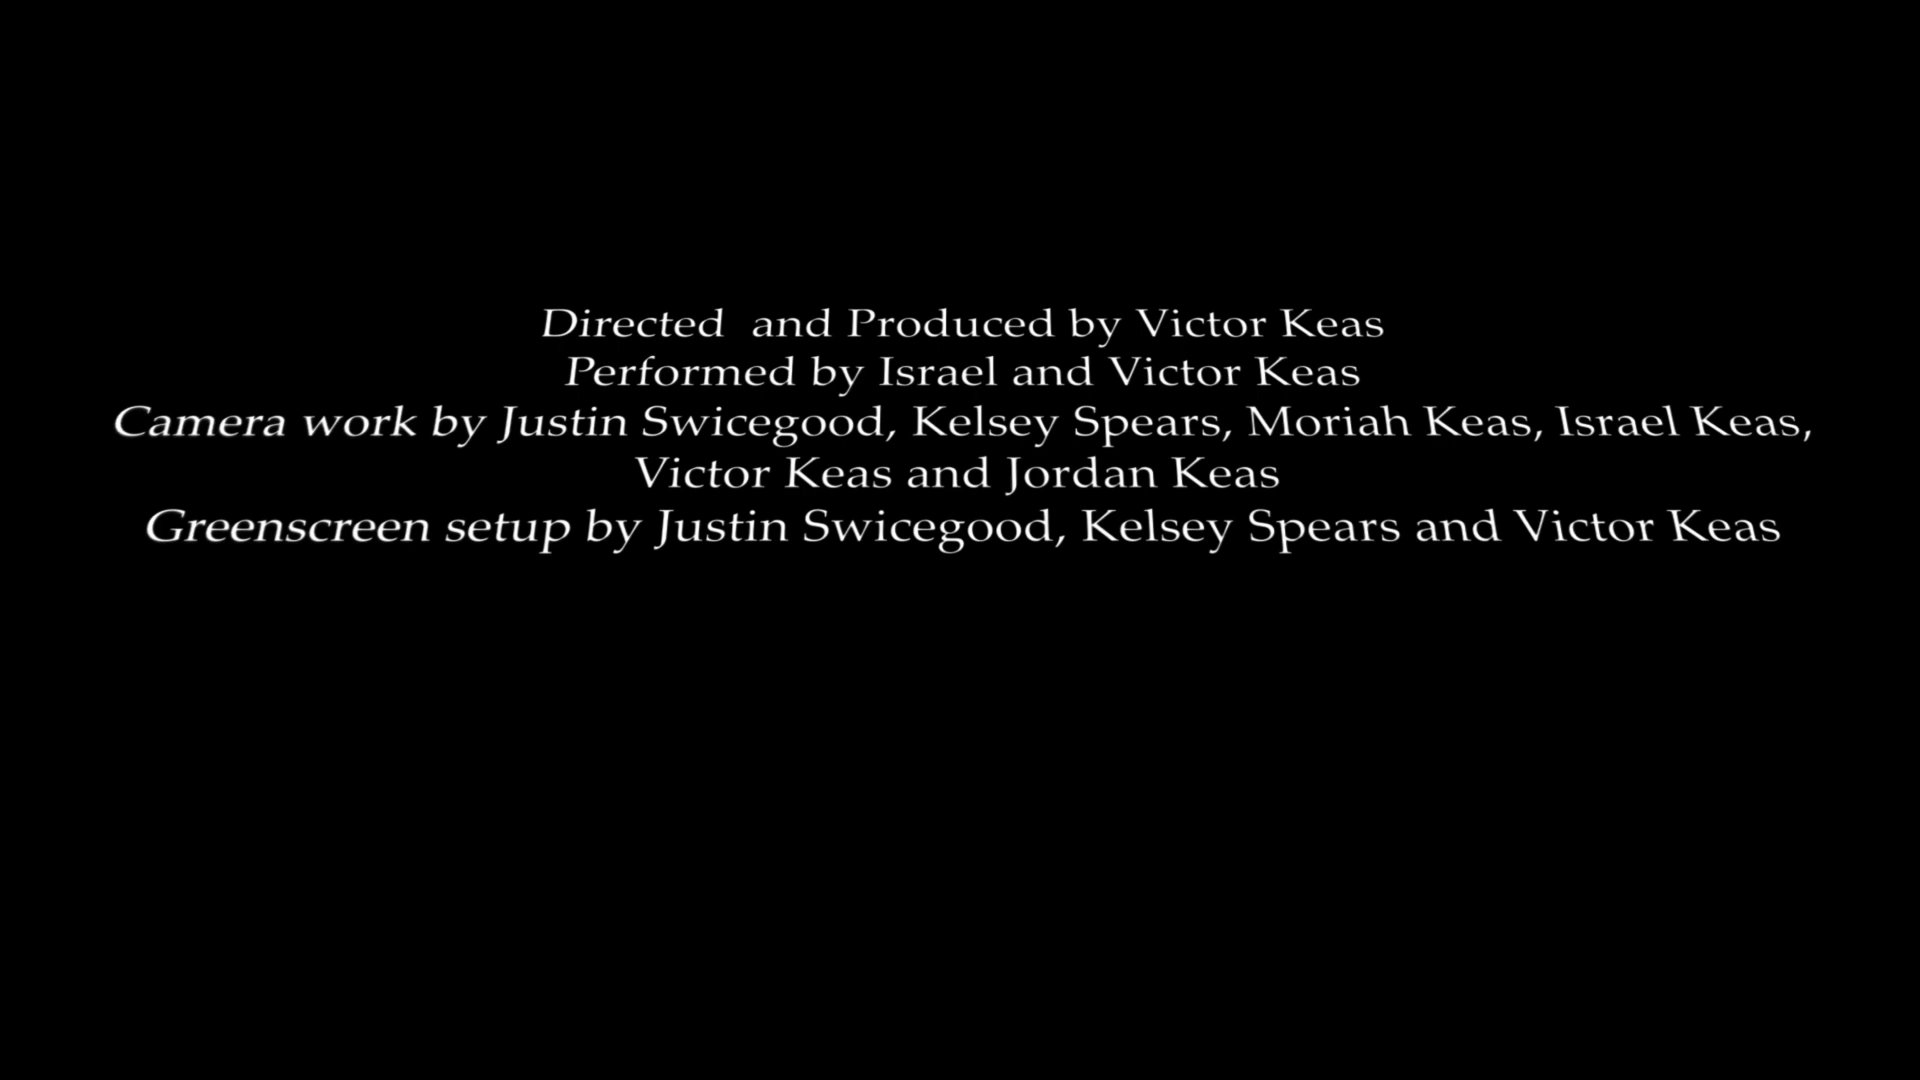 Directed  and Produced by Victor Keas
Performed by Israel and Victor Keas
Camera work by Justin Swicegood, Kelsey Spears, Moriah Keas, Israel Keas,
Victor Keas and Jordan Keas
Greenscreen setup by Justin Swicegood, Kelsey Spears and Victor Keas